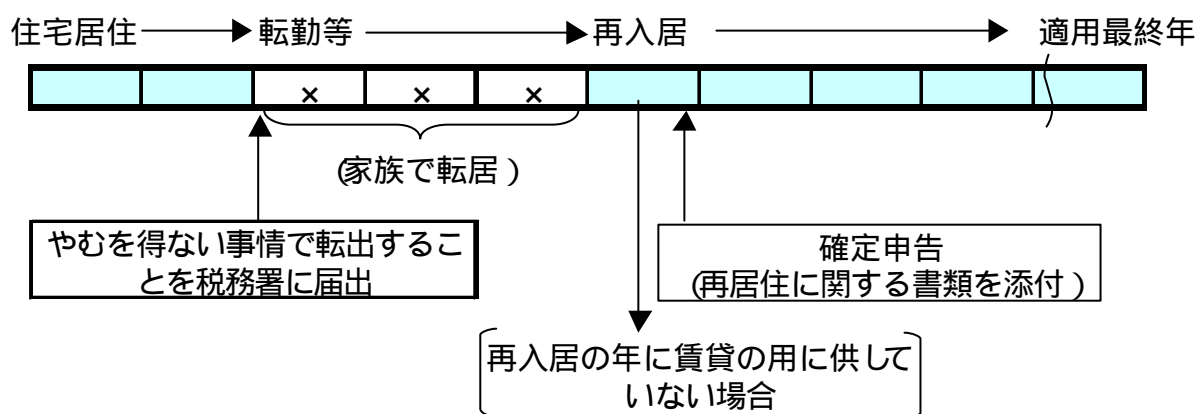 住宅居住 転勤等 再入居 適用最終年
× × ×
(家族で転居)
やむを得ない事情で転出するこ
とを税務署に届出
確定申告
(再居住に関する書類を添付)
再入居の年に賃貸の用に供して
いない場合